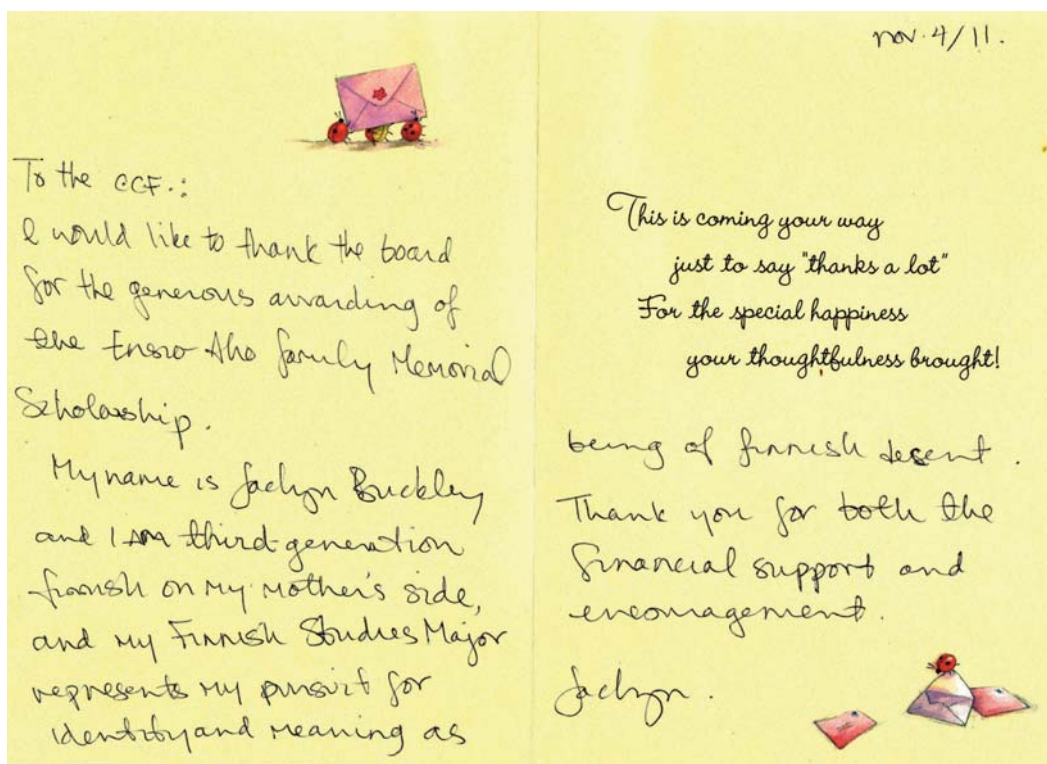 To the CCF.:
I would like to thank the board
for the generous awarding of
the Ensio Aho family Memorial
Scholarship.
My name is Jaclyn Buckley
and I am third-generation
finnish on my mother's side,
and my Finnish Studies Major
represents my pursuit for
identity and meaning as
nov. 4/11.
This is coming your way
just to say "thanks a lot"
For the special happiness
your thoughtfulness brought!
being of finnish desent.
Thank you for both the
financial support and
encouragement.
Jaclyn.